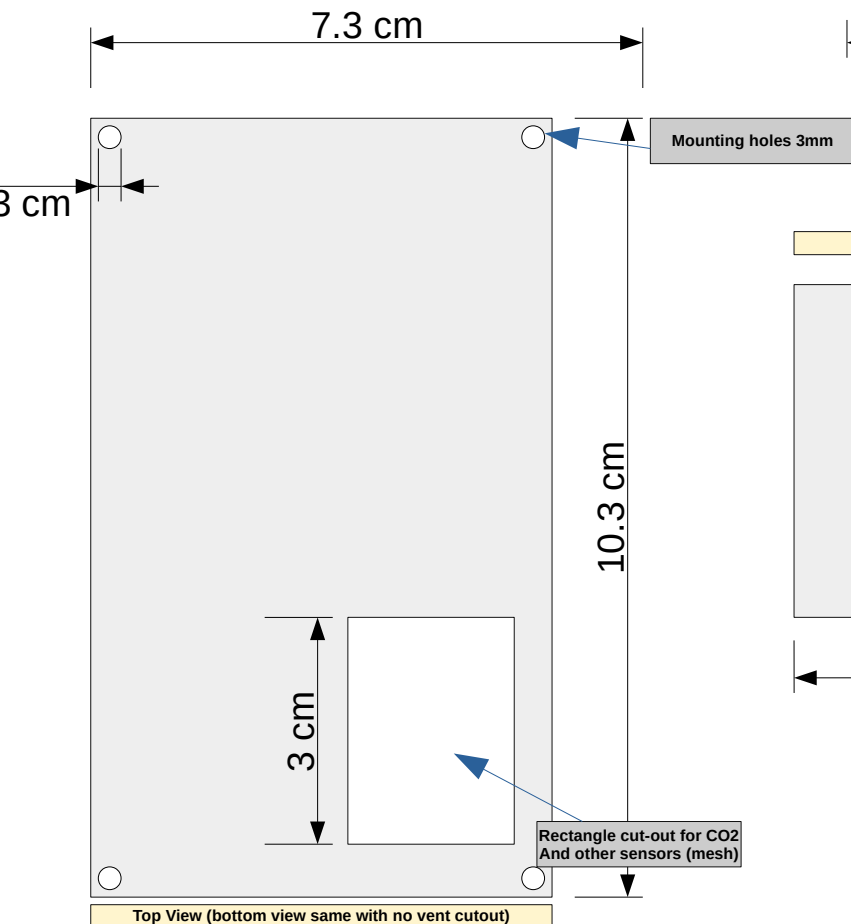 7.3 cm
Mounting holes 3mm
3 cm
10.3 cm
3 cm
Rectangle cut-out for CO2
And other sensors (mesh)
Top View (bottom view same with no vent cutout)